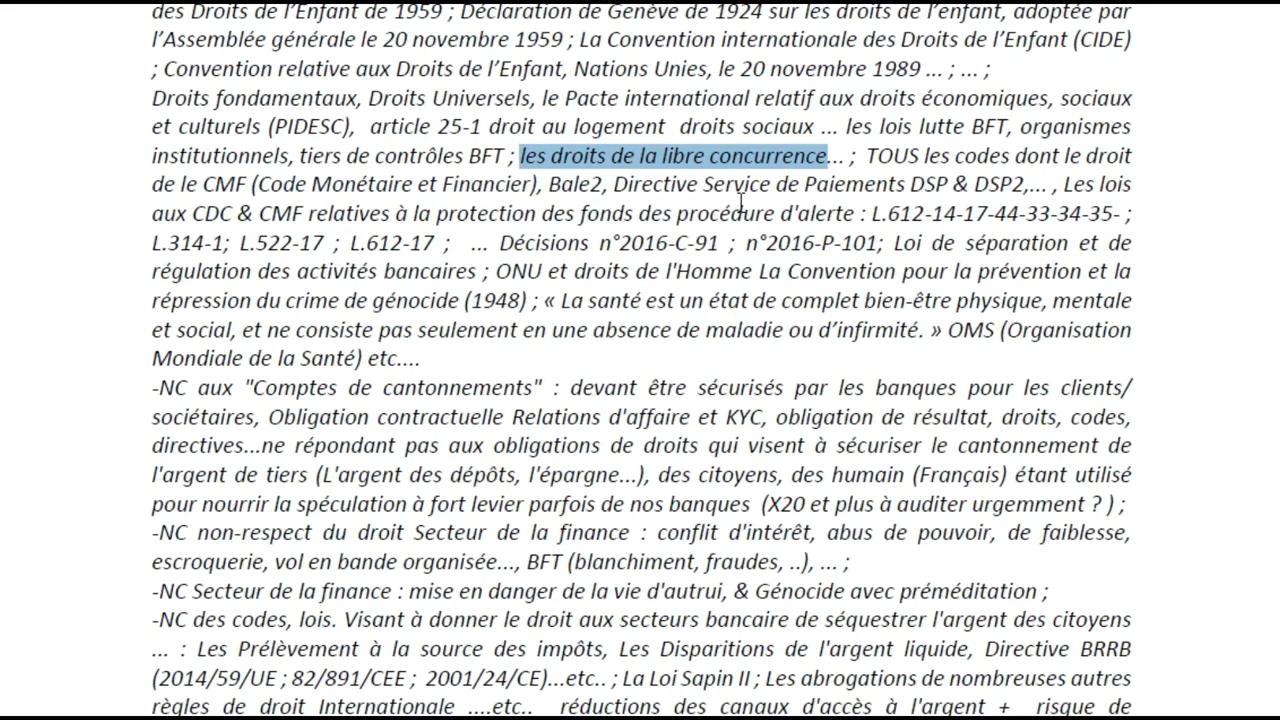 des Droits de l’Enfant de 1959 ; Déclaration de Genève de 1924 sur les droits de l’enfant, adoptée par
l’Assemblée générale le 20 novembre 1959 ; La Convention internationale des Droits de l’Enfant (CIDE)
; Convention relative aux Droits de l’Enfant, Nations Unies, le 20 novembre 1989 ... ; ... ;
Droits fondamentaux, Droits Universels, le Pacte international relatif aux droits économiques, sociaux
et culturels (PIDESC), article 25-1 droit au logement droits sociaux ... les lois lutte BFT, organismes
institutionnels, tiers de contrôles BFT ; les droits de la libre concurrence... ; TOUS les codes dont le droit
de le CMF (Code Monétaire et Financier), Bale2, Directive Service de Paiements DSP & DSP2,... , Les lois
aux CDC & CMF relatives à la protection des fonds des procédure d'alerte : L.612-14-17-44-33-34-35- ;
L.314-1; L.522-17 ; L.612-17 ; ... Décisions n°2016-C-91 ; n°2016-P-101; Loi de séparation et de
régulation des activités bancaires ; ONU et droits de l'Homme La Convention pour la prévention et la
répression du crime de génocide (1948) ; « La santé est un état de complet bien-être physique, mentale
et social, et ne consiste pas seulement en une absence de maladie ou d’infirmité. » OMS (Organisation
Mondiale de la Santé) etc....
-NC aux "Comptes de cantonnements" : devant être sécurisés par les banques pour les clients/
sociétaires, Obligation contractuelle Relations d'affaire et KYC, obligation de résultat, droits, codes,
directives...ne répondant pas aux obligations de droits qui visent à sécuriser le cantonnement de
l'argent de tiers (L'argent des dépôts, l'épargne...), des citoyens, des humain (Français) étant utilisé
pour nourrir la spéculation à fort levier parfois de nos banques (X20 et plus à auditer urgemment ? ) ;
-NC non-respect du droit Secteur de la finance : conflit d'intérêt, abus de pouvoir, de faiblesse,
escroquerie, vol en bande organisée..., BFT (blanchiment, fraudes, ..), ... ;
-NC Secteur de la finance : mise en danger de la vie d'autrui, & Génocide avec préméditation ;
-NC des codes, lois. Visant à donner le droit aux secteurs bancaire de séquestrer l'argent des citoyens
... : Les Prélèvement à la source des impôts, Les Disparitions de l'argent liquide, Directive BRRB
(2014/59/UE ; 82/891/CEE ; 2001/24/CE)...etc.. ; La Loi Sapin II ; Les abrogations de nombreuses autres
règles de droit Internationale ....etc.. réductions des canaux d'accès à l'argent + risque de